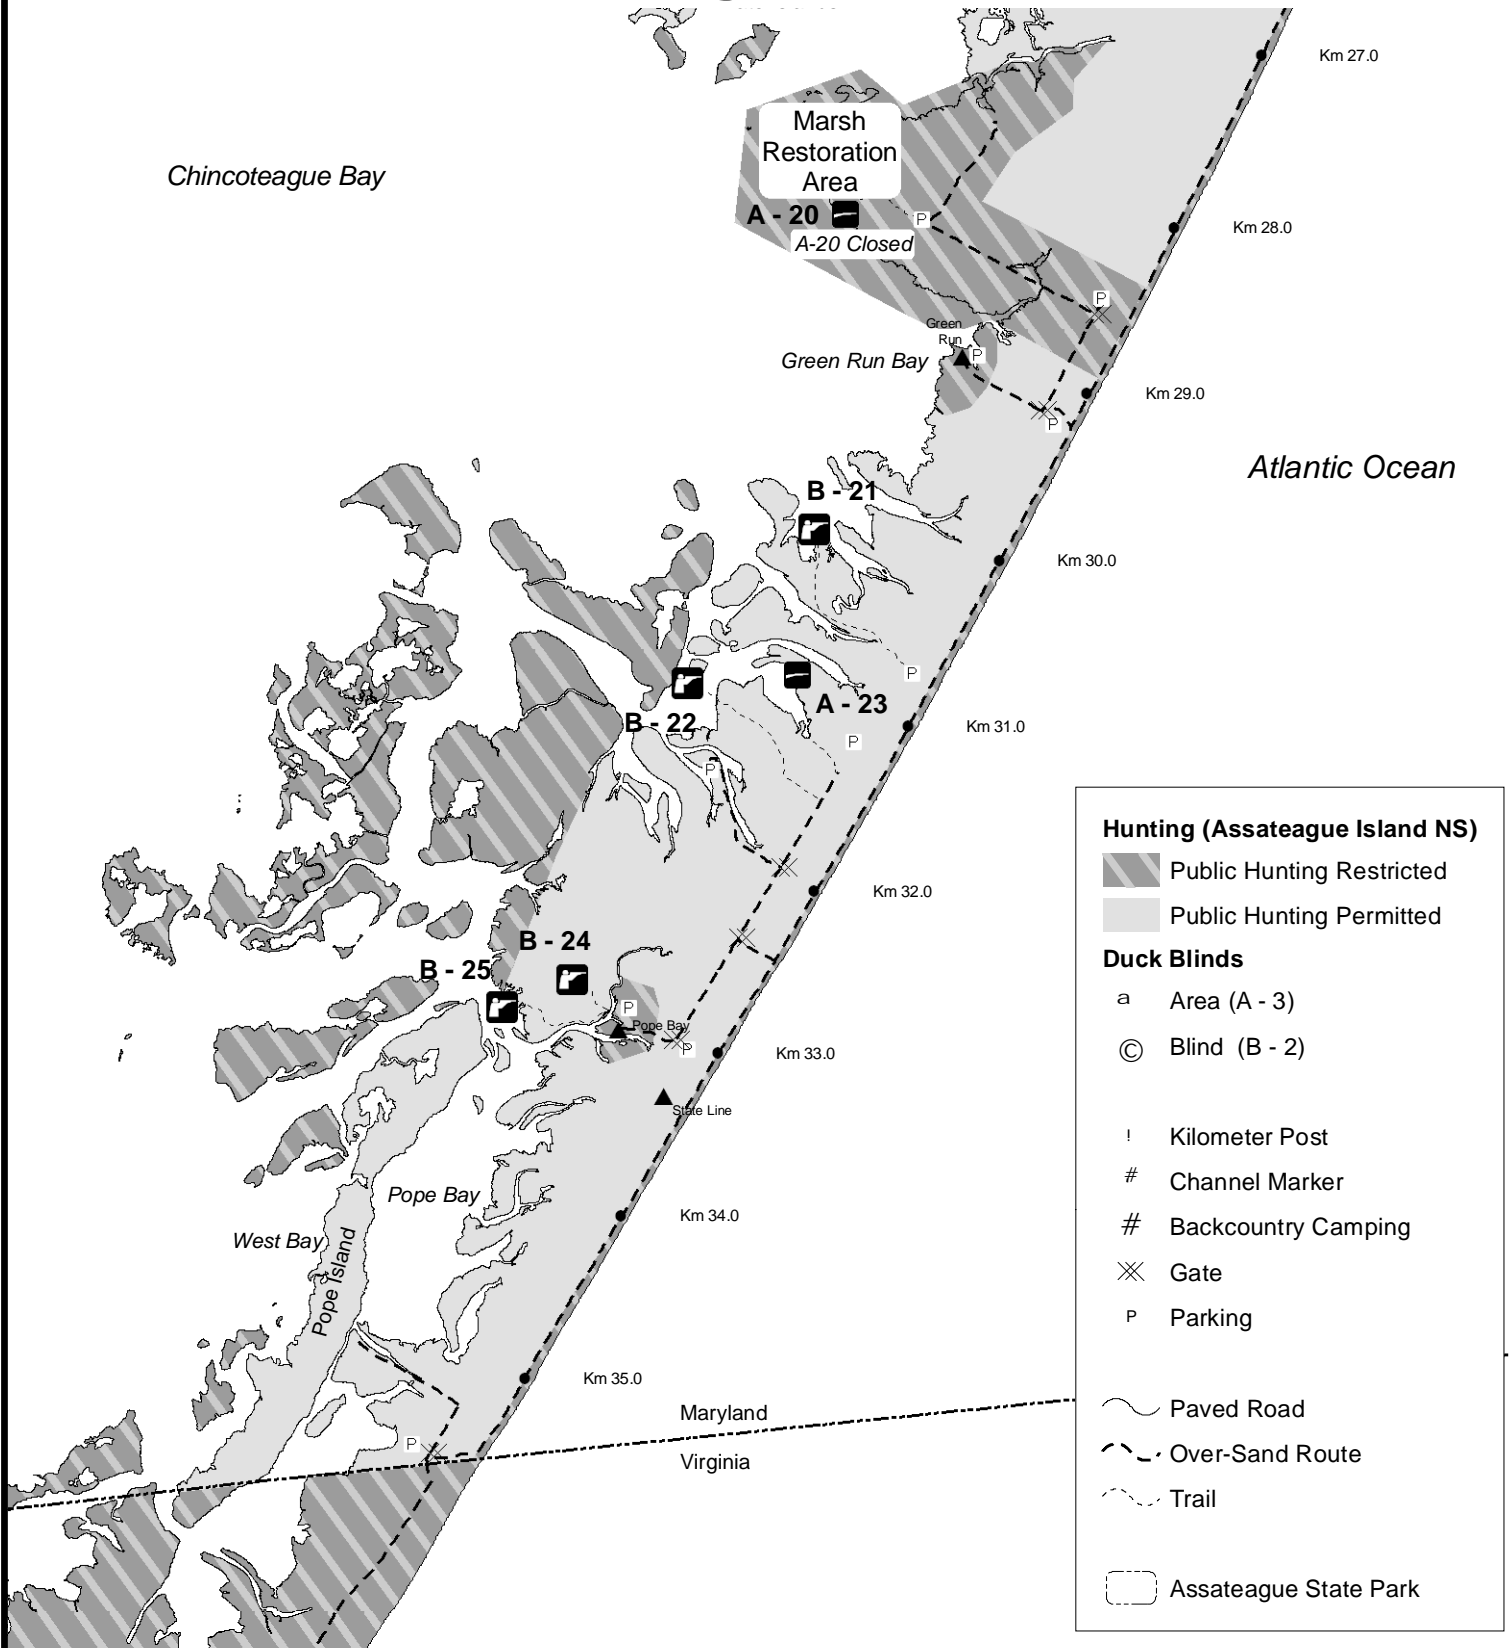 Km 27.0
Marsh
Restoration
Area
Chincoteague Bay
A - 20
P
Km 28.0
A-20 Closed
P
Green
Run
P
Green Run Bay
Km 29.0
P
Atlantic Ocean
B - 21
Km 30.0
P
A - 23
B - 22
Km 31.0
P
P
Hunting (Assateague Island NS)
Public Hunting Restricted
Public Hunting Permitted
Duck Blinds
a Area (A - 3)
© Blind (B - 2)
! Kilometer Post
# Channel Marker
# Backcountry Camping
Gate
P Parking
Paved Road
Over-Sand Route
Trail
Assateague State Park
Km 32.0
B - 24
B - 25
P
Pope Bay
P
Km 33.0
State Line
Pope Bay
Km 34.0
West Bay
Pope Island
Km 35.0
Maryland
P
Virginia